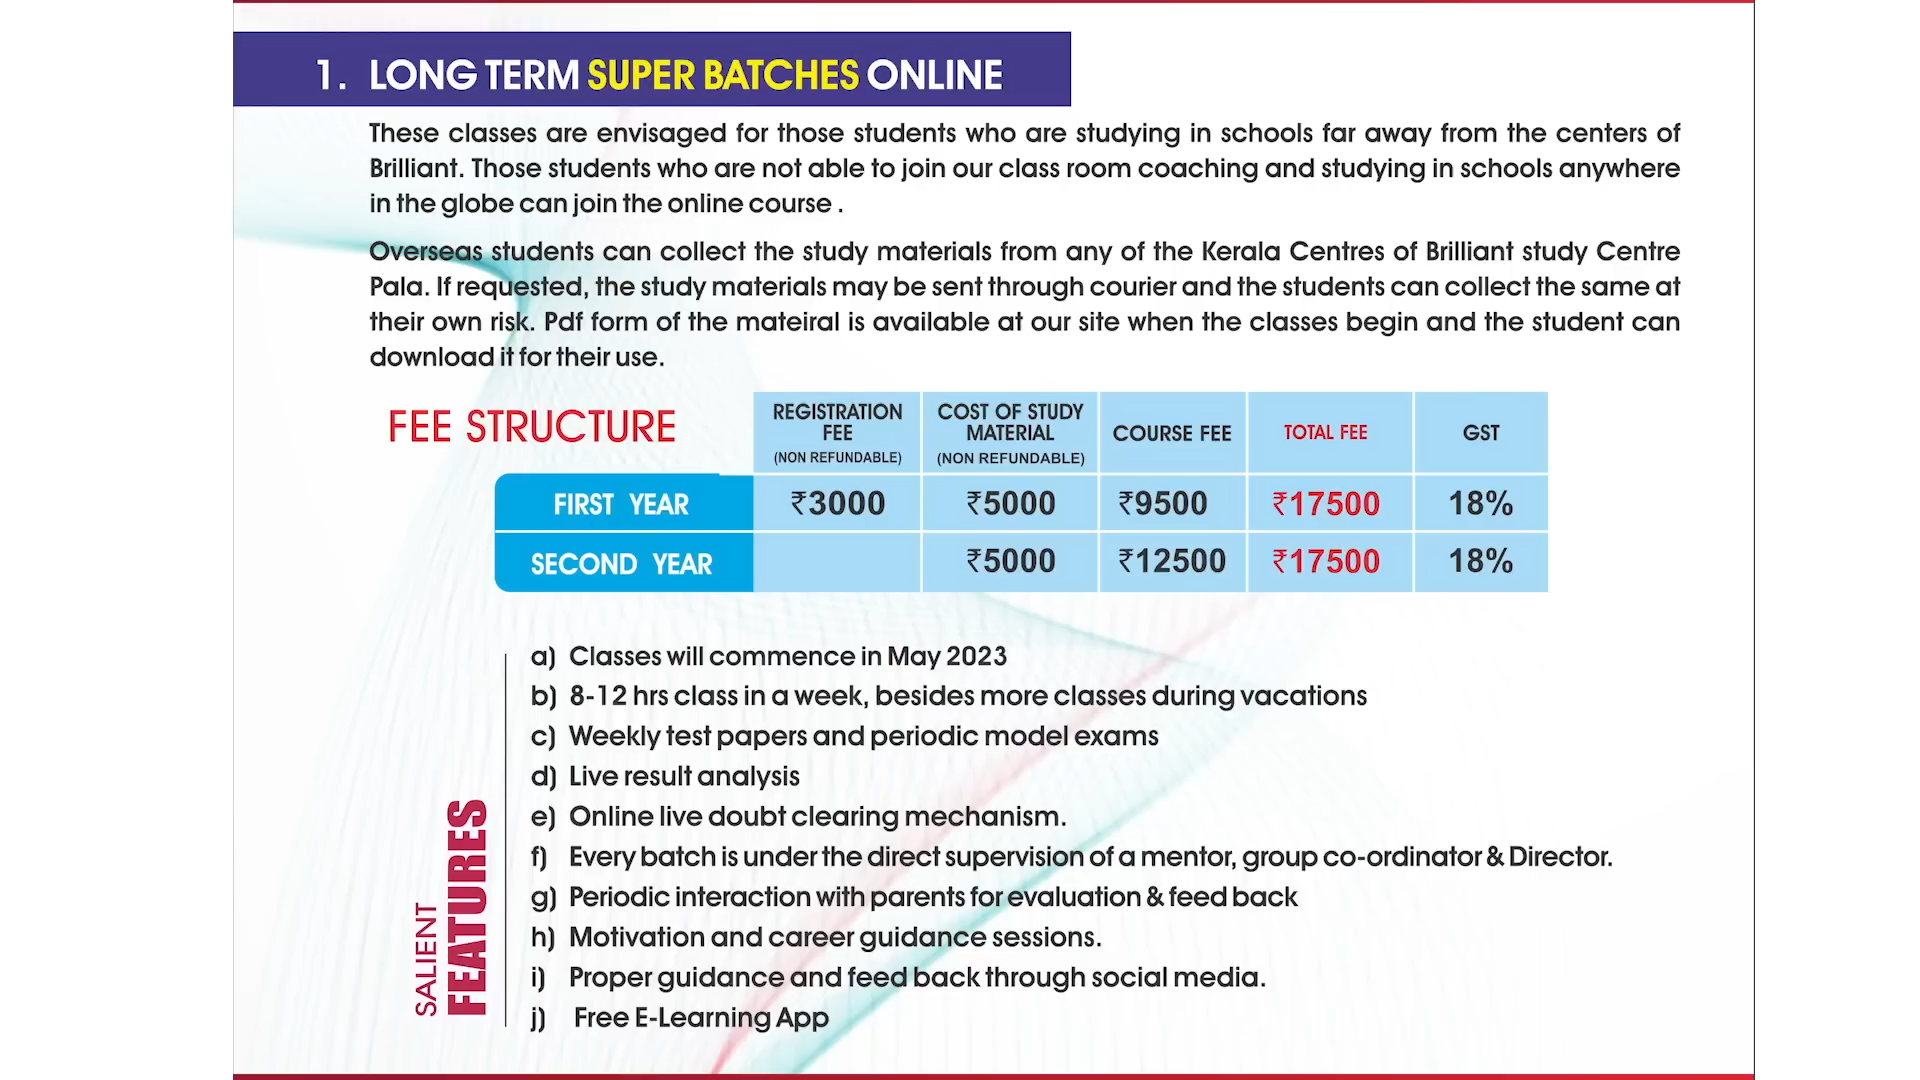 1. LONG TERM SUPER BATCHES ONLINE
These classes are envisaged for those students who are studying in schools far away from the centers of
Brilliant. Those students who are not able to join our class room coaching and studying in schools anywhere
in the globe can join the online course .
Overseas students can collect the study materials from any of the Kerala Centres of Brilliant study Centre
Pala. If requested, the study materials may be sent through courier and the students can collect the same at
their own risk. Pdf form of the mateiral is available at our site when the classes begin and the student can
download it for their use.
FEE STRUCTURE
REGISTRATION FEE (NON REFUNDABLE) COST OF STUDY MATERIAL (NON REFUNDABLE) COURSE FEE TOTAL FEE GST
FIRST YEAR ₹3000 ₹5000 ₹9500 ₹17500 18%
SECOND YEAR ₹5000 ₹12500 ₹17500 18%
SALIENT FEATURES
a) Classes will commence in May 2023
b) 8-12 hrs class in a week, besides more classes during vacations
c) Weekly test papers and periodic model exams
d) Live result analysis
e) Online live doubt clearing mechanism.
f) Every batch is under the direct supervision of a mentor, group co-ordinator & Director.
g) Periodic interaction with parents for evaluation & feed back
h) Motivation and career guidance sessions.
i) Proper guidance and feed back through social media.
j) Free E-Learning App